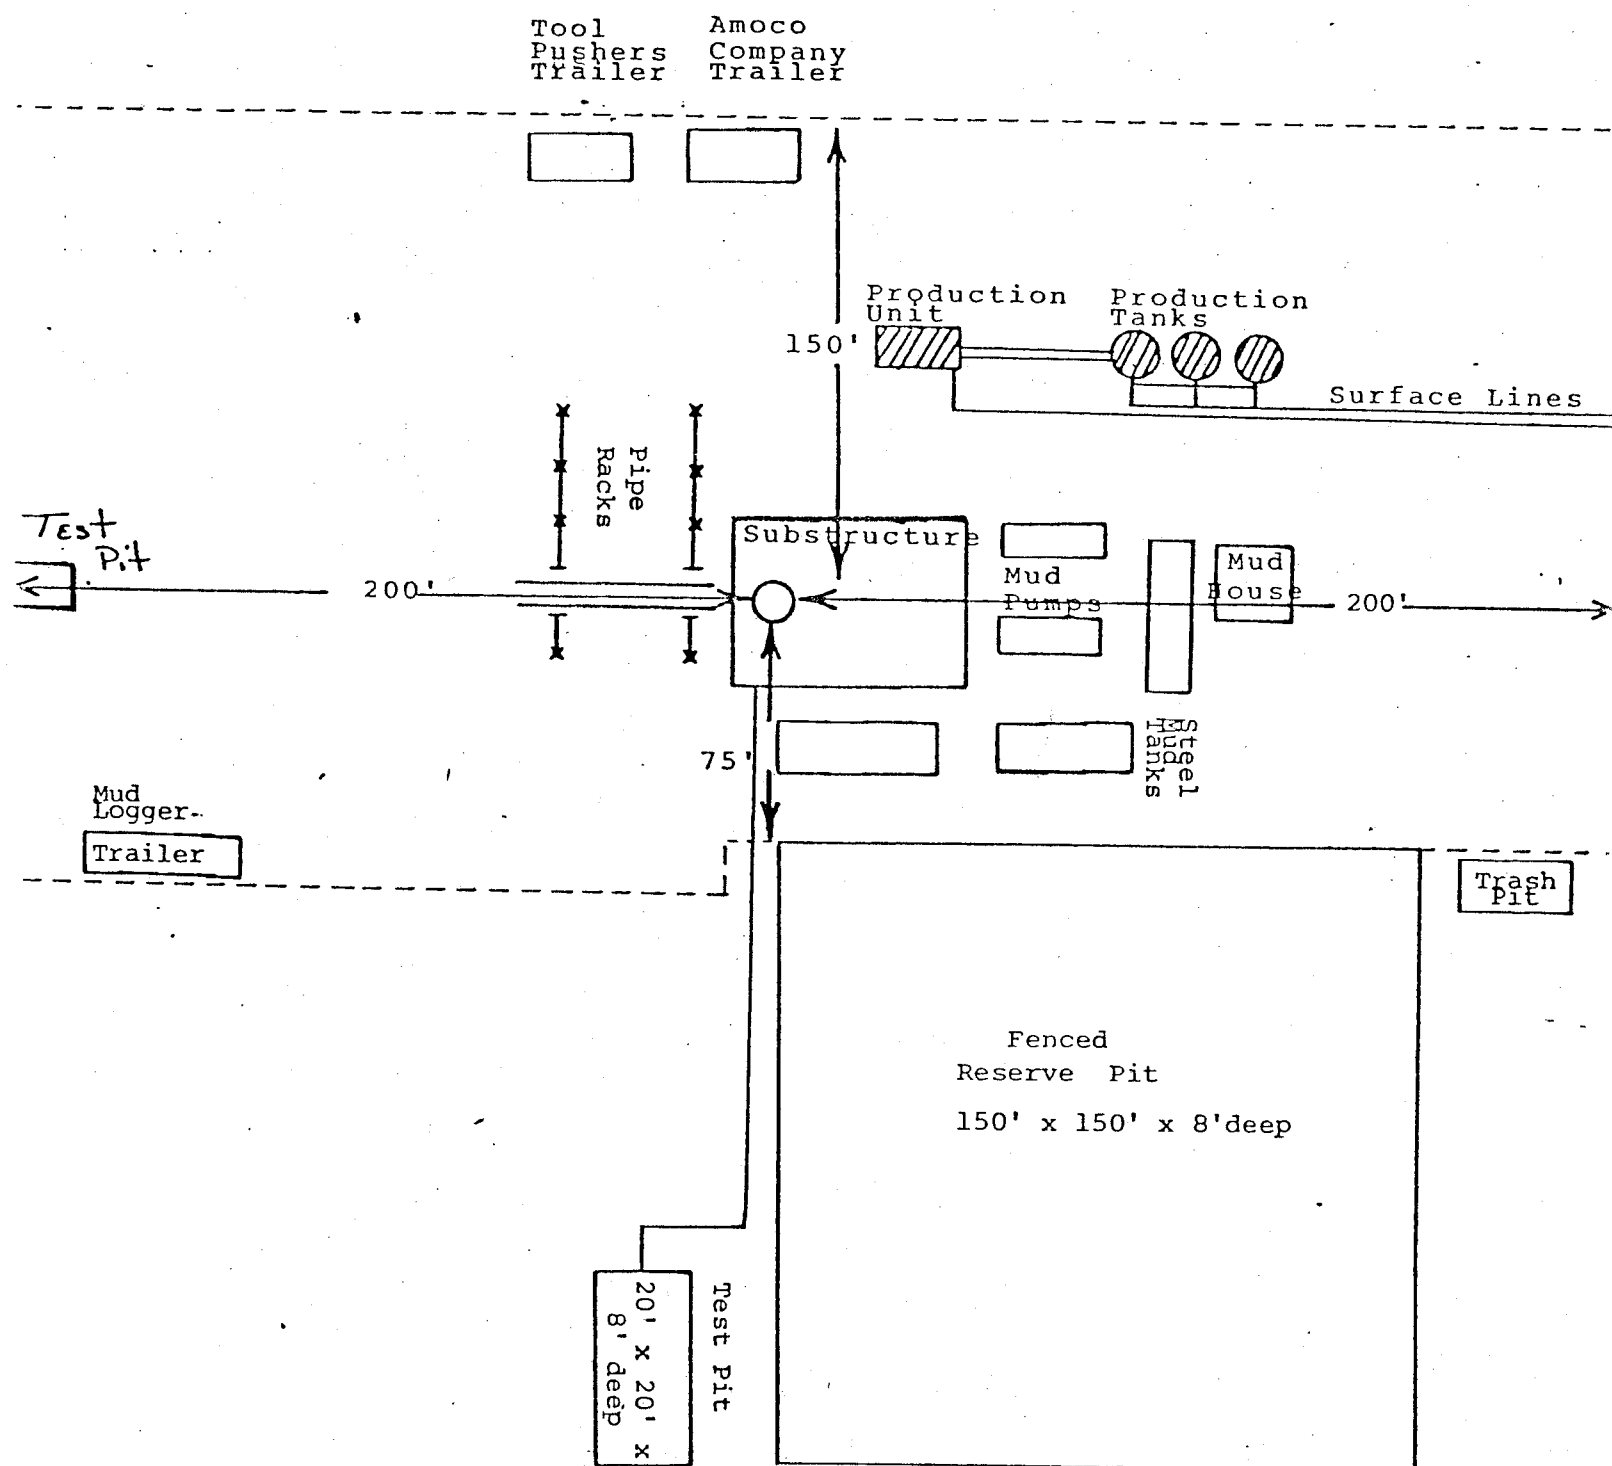 Tool
Pushers
Trailer
Amoco
Company
Trailer
Production
Unit
Production
Tanks
150'
Surface Lines
Pipe
Racks
Test
Pit
Substructure
Mud
Pumps
Mud
House
200'
200'
75'
Steel
Mud
Tanks
Mud
Logger
Trailer
Trash
Pit
Fenced
Reserve Pit
150' x 150' x 8'deep
Test Pit
20' x 20' x
8' deep